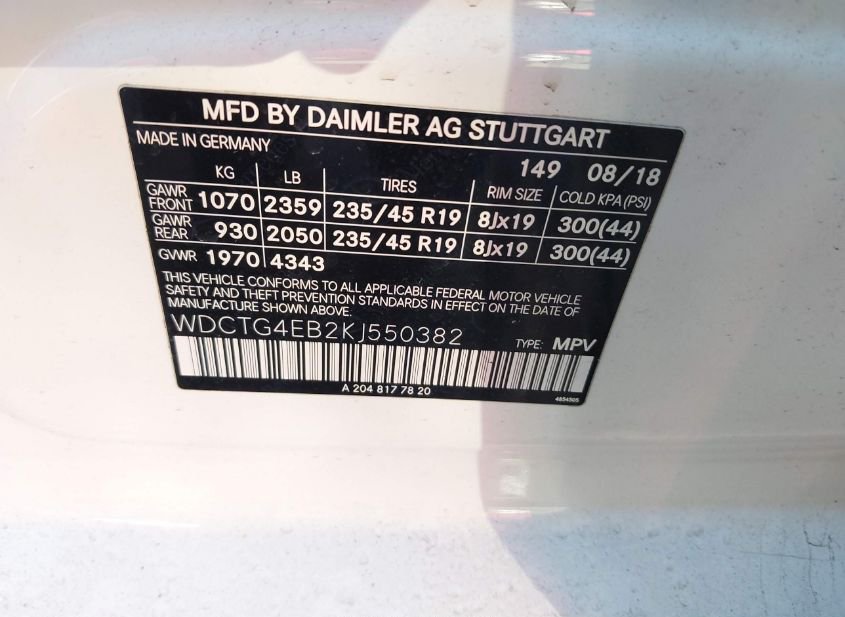 MFD BY DAIMLER AG STUTTGART
MADE IN GERMANY 149 08/18
KG LB TIRES RIM SIZE COLD KPA (PSI)
GAWR FRONT 1070 2359 235/45 R19 8Jx19 300(44)
GAWR REAR 930 2050 235/45 R19 8Jx19 300(44)
GVWR 1970 4343
THIS VEHICLE CONFORMS TO ALL APPLICABLE FEDERAL MOTOR VEHICLE
SAFETY AND THEFT PREVENTION STANDARDS IN EFFECT ON THE DATE OF
MANUFACTURE SHOWN ABOVE.
WDCTG4EB2KJ550382 TYPE: MPV
A 204 817 78 20